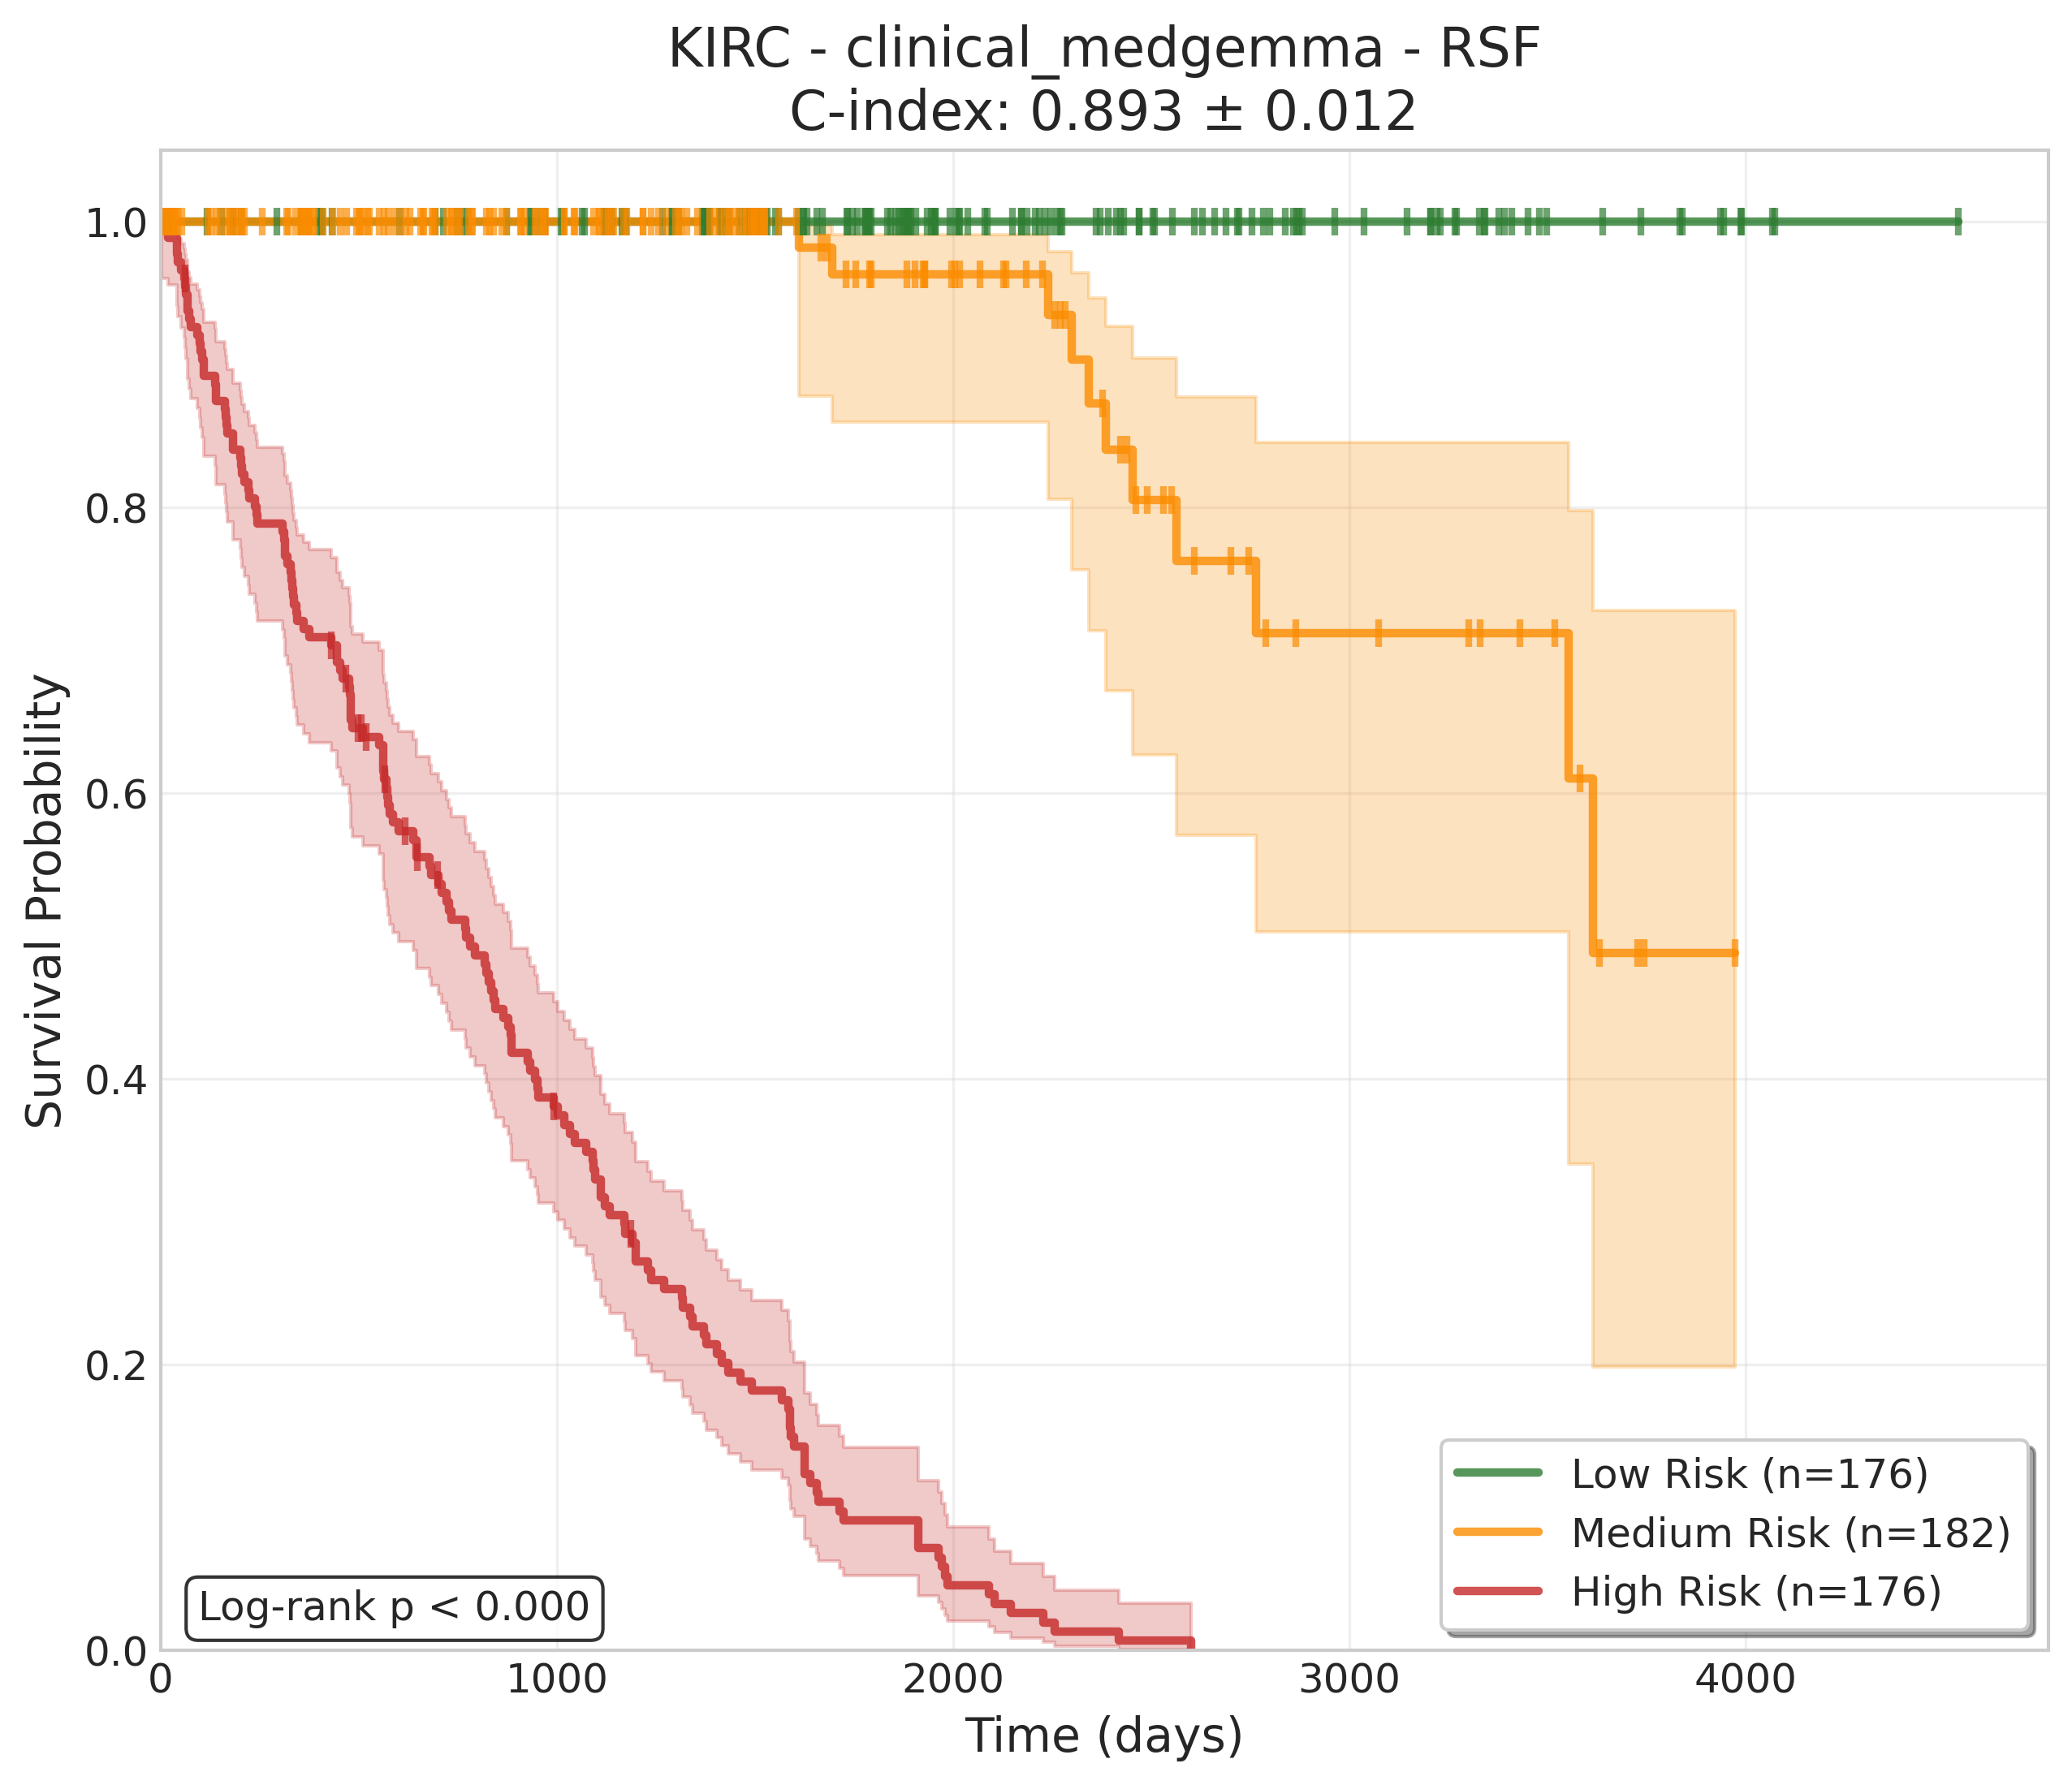 KIRC - clinical_medgemma - RSF
C-index: 0.893 ± 0.012
Survival Probability
1.0
0.8
0.6
0.4
0.2
0.0
Log-rank p < 0.000
Low Risk (n=176)
Medium Risk (n=182)
High Risk (n=176)
0 1000 2000 3000 4000
Time (days)